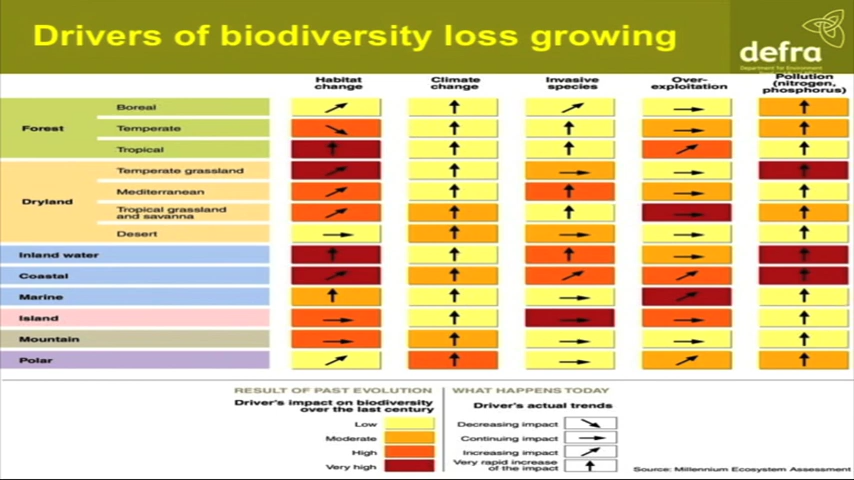 Drivers of biodiversity loss growing
defra
Department for Environment
Habitat change
Climate change
Invasive species
Over-exploitation
Pollution (nitrogen, phosphorus)
Forest
Boreal
Temperate
Tropical
Dryland
Temperate grassland
Mediterranean
Tropical grassland and savanna
Desert
Inland water
Coastal
Marine
Island
Mountain
Polar
RESULT OF PAST EVOLUTION
Driver's impact on biodiversity
over the last century
Low
Moderate
High
Very high
WHAT HAPPENS TODAY
Driver's actual trends
Decreasing impact
Continuing impact
Increasing impact
Very rapid increase
of the impact
Source: Millennium Ecosystem Assessment